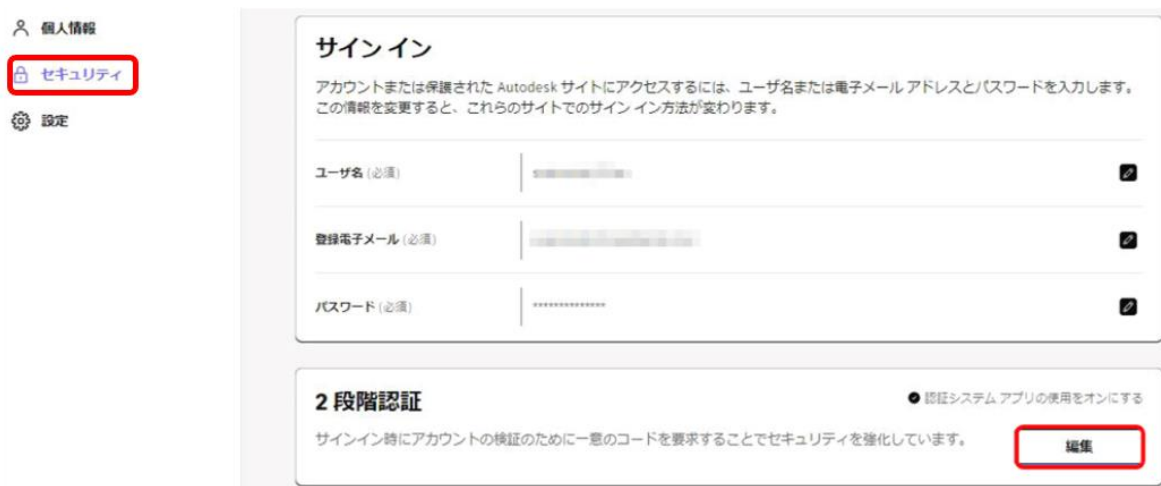 個人情報
セキュリティ
設定
サイン イン
アカウントまたは保護された Autodesk サイトにアクセスするには、ユーザ名または電子メール アドレスとパスワードを入力します。
この情報を変更すると、これらのサイトでのサイン イン方法が変わります。
ユーザ名 (必須)
登録電子メール (必須)
パスワード (必須)
**************
2 段階認証
認証システム アプリの使用をオンにする
サインイン時にアカウントの検証のために一意のコードを要求することでセキュリティを強化しています。
編集